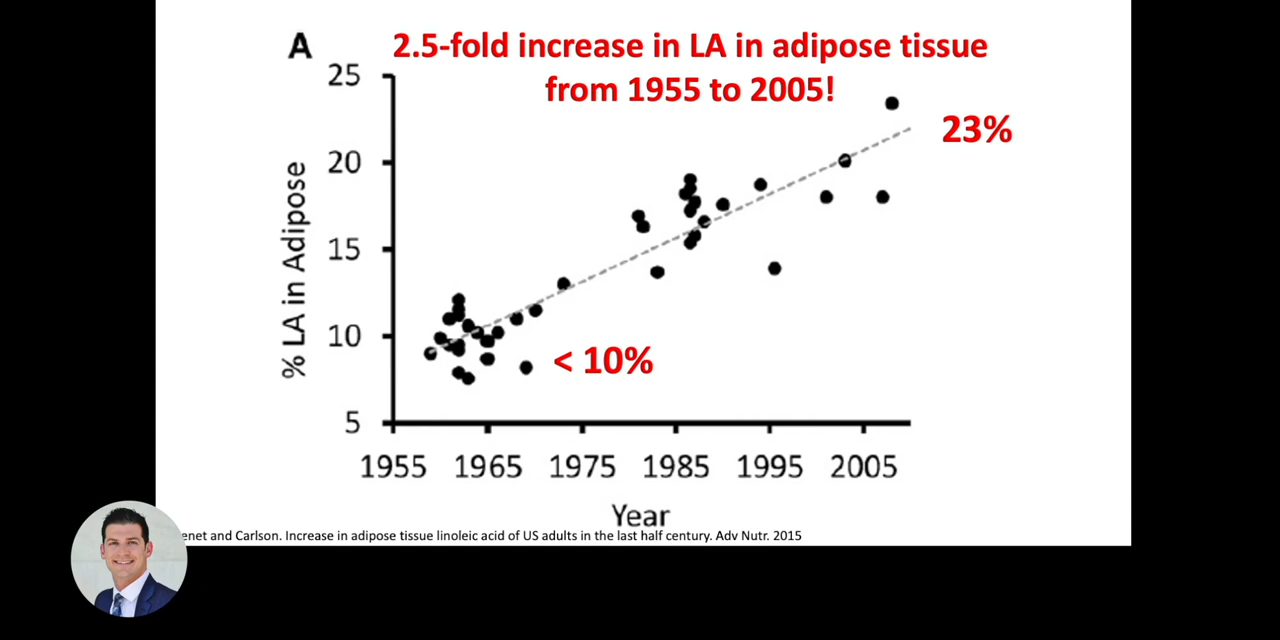 A
2.5-fold increase in LA in adipose tissue
from 1955 to 2005!
25
23%
20
% LA in Adipose
15
10
< 10%
5
1955 1965 1975 1985 1995 2005
Year
enet and Carlson. Increase in adipose tissue linoleic acid of US adults in the last half century. Adv Nutr. 2015